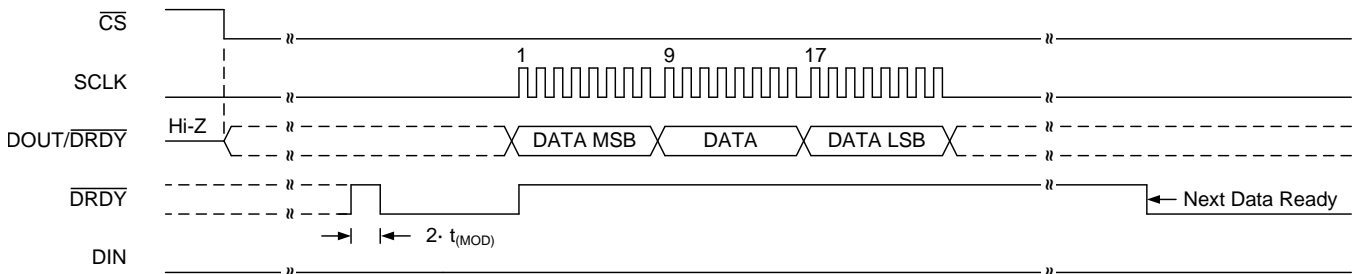 CS
1 9 17
SCLK
Hi-Z
DOUT/DRDY DATA MSB DATA DATA LSB
DRDY Next Data Ready
2· t(MOD)
DIN